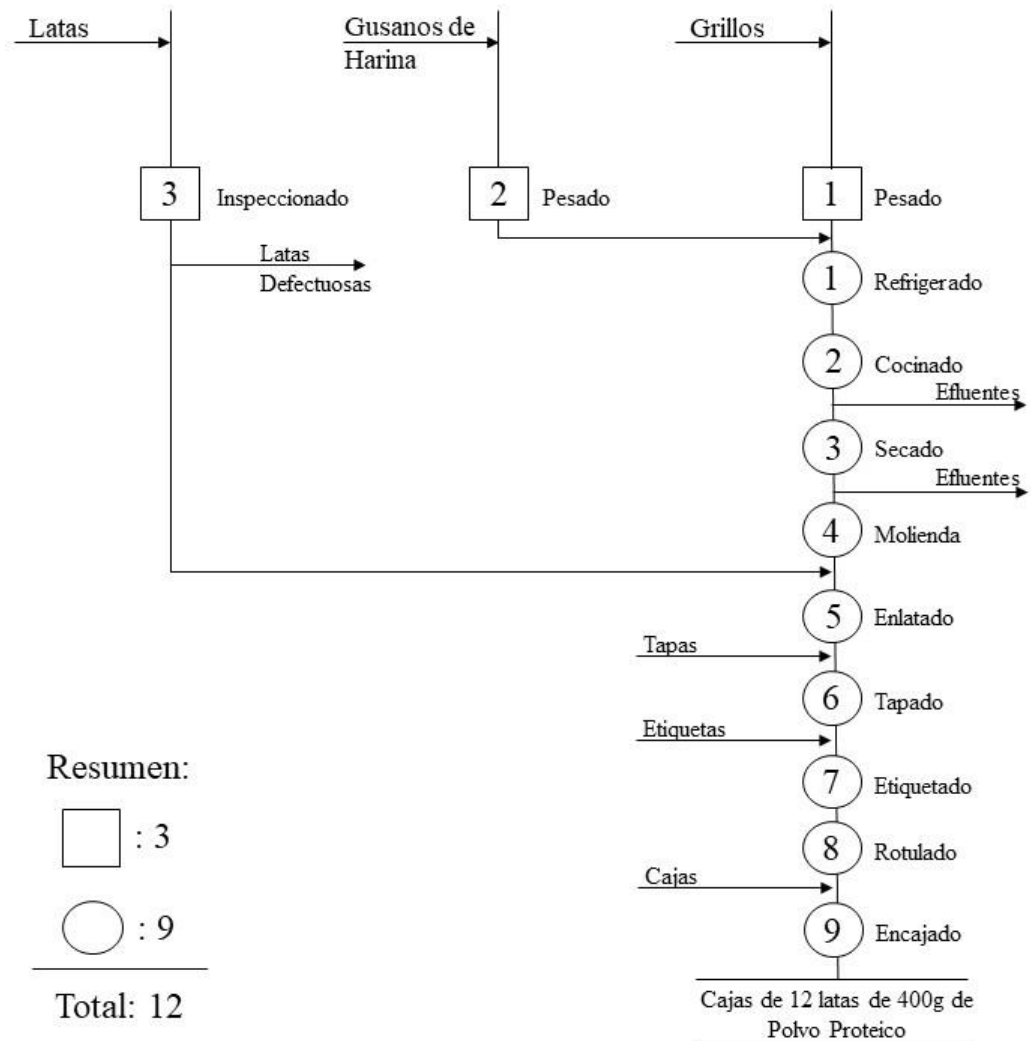 Latas
Gusanos de
Harina
Grillos
3
Inspeccionado
2
Pesado
1
Pesado
Latas
Defectuosas
1
Refrigerado
2
Cocinado
Efluentes
3
Secado
Efluentes
4
Molienda
5
Enlatado
Tapas
6
Tapado
Etiquetas
7
Etiquetado
8
Rotulado
Cajas
9
Encajado
Cajas de 12 latas de 400g de
Polvo Proteico
Resumen:
: 3
: 9
Total: 12